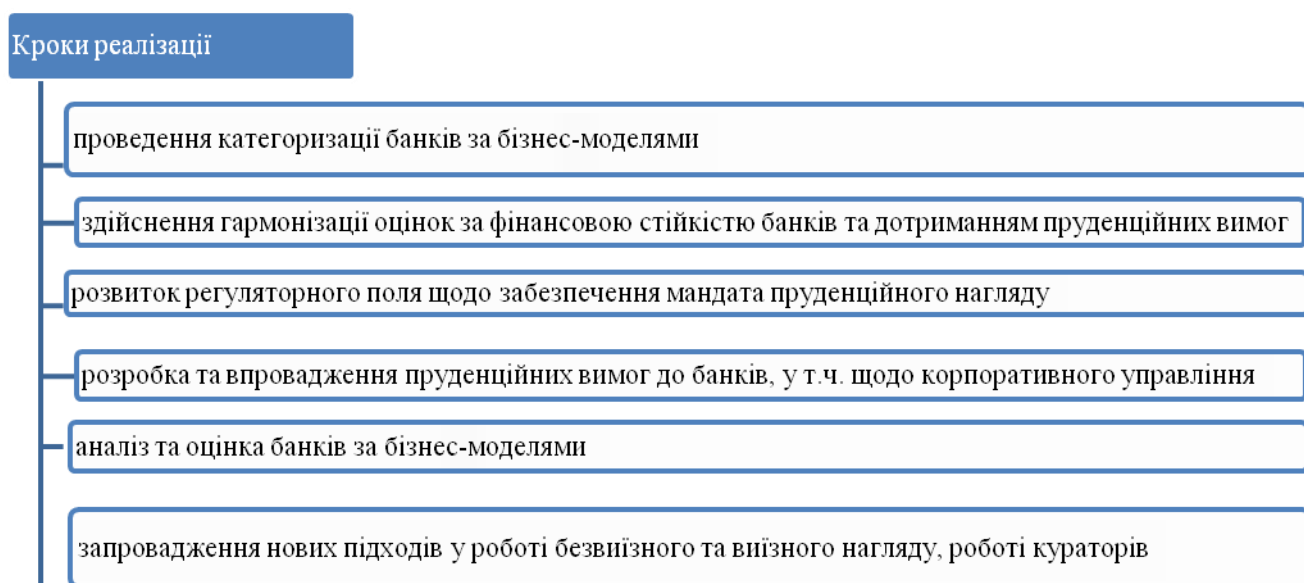 Кроки реалізації
проведення категоризації банків за бізнес-моделями
здійснення гармонізації оцінок за фінансовою стійкістю банків та дотриманням пруденційних вимог
розвиток регуляторного поля щодо забезпечення мандата пруденційного нагляду
розробка та впровадження пруденційних вимог до банків, у т.ч. щодо корпоративного управління
аналіз та оцінка банків за бізнес-моделями
запровадження нових підходів у роботі безвиїзного та виїзного нагляду, роботі кураторів